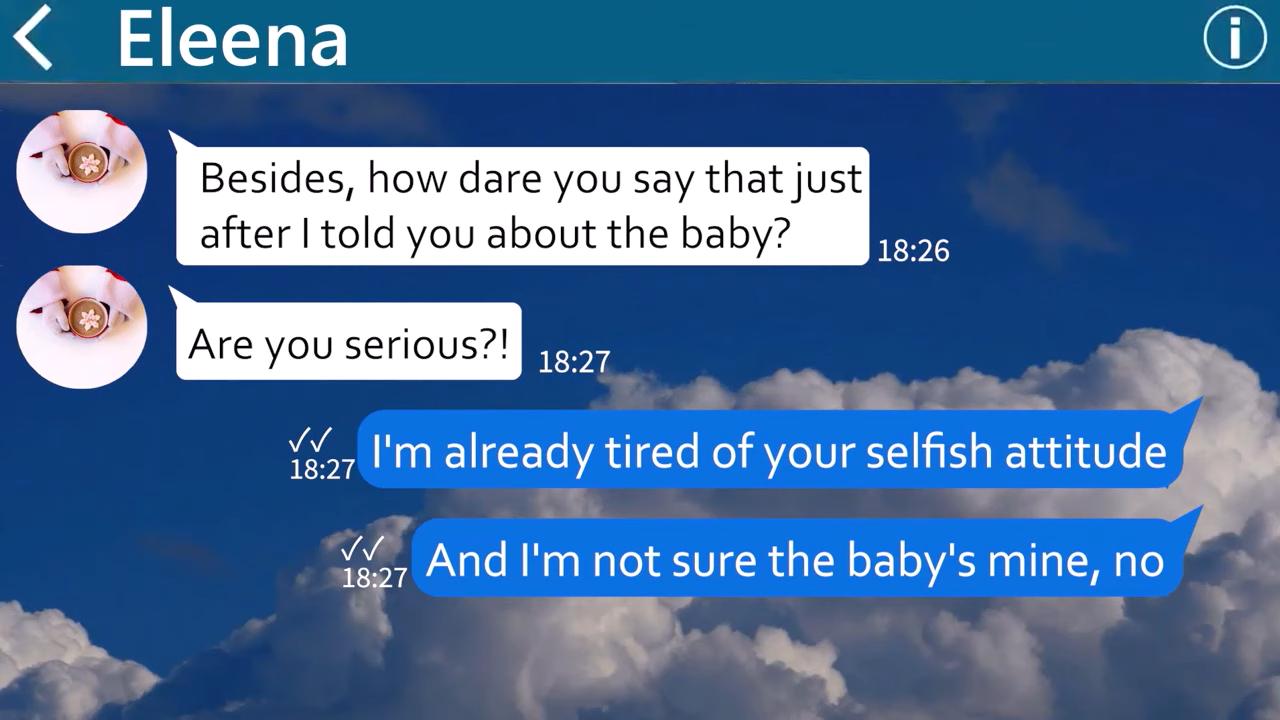 Eleena
Besides, how dare you say that just
after I told you about the baby?
18:26
Are you serious?!
18:27
I'm already tired of your selfish attitude
18:27
And I'm not sure the baby's mine, no
18:27